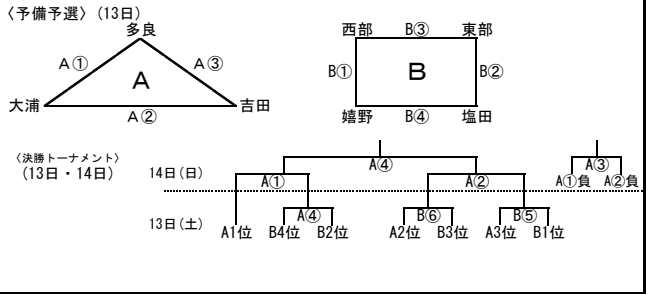 〈予備予選〉(13日)
多良
A①
A③
A
大浦
吉田
A②
西部
B③
東部
B①
B
B②
嬉野
B④
塩田
〈決勝トーナメント〉
(13日・14日)
14日(日)
A④
A③
A①
A②
A①負
A②負
13日(土)
A④
B⑥
B⑤
A1位
B4位
B2位
A2位
B3位
A3位
B1位